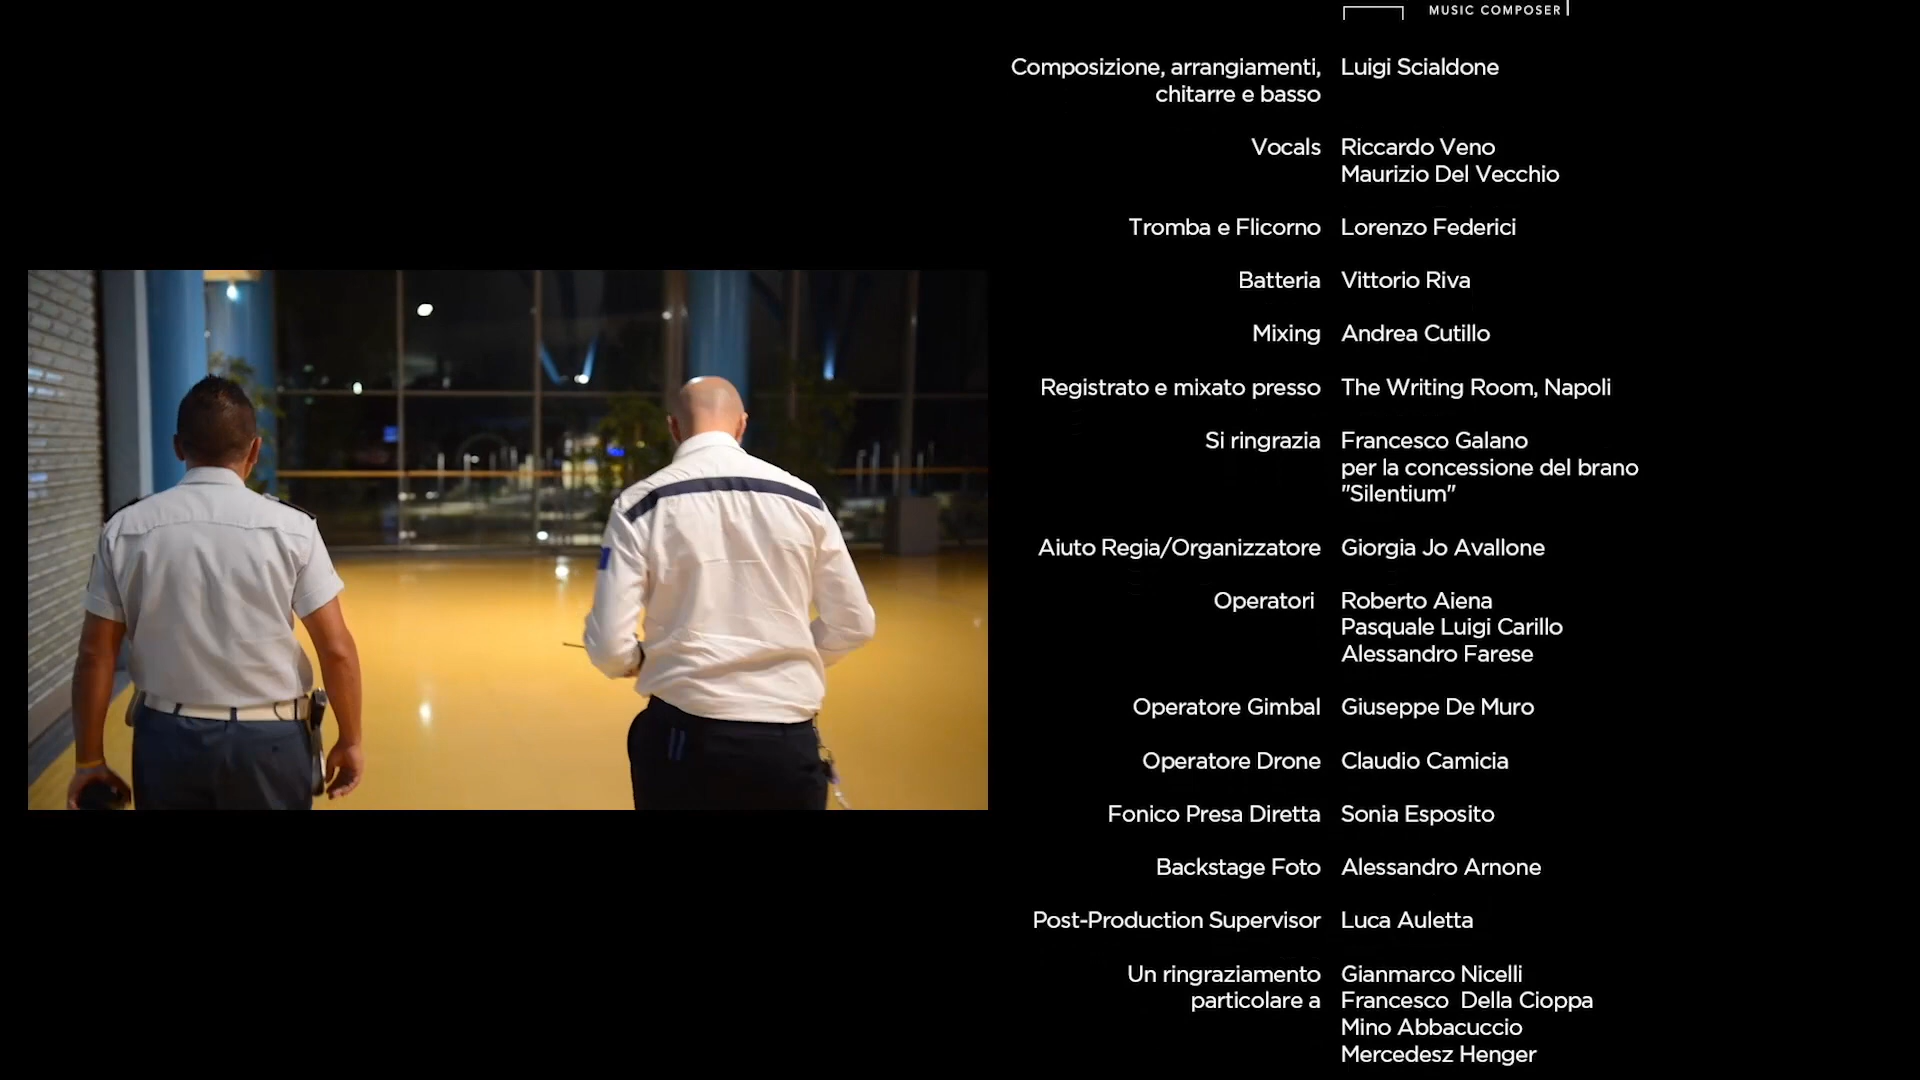 MUSIC COMPOSER
Composizione, arrangiamenti, Luigi Scialdone
chitarre e basso
Vocals Riccardo Veno
Maurizio Del Vecchio
Tromba e Flicorno Lorenzo Federici
Batteria Vittorio Riva
Mixing Andrea Cutillo
Registrato e mixato presso The Writing Room, Napoli
Si ringrazia Francesco Galano
per la concessione del brano
"Silentium"
Aiuto Regia/Organizzatore Giorgia Jo Avallone
Operatori Roberto Aiena
Pasquale Luigi Carillo
Alessandro Farese
Operatore Gimbal Giuseppe De Muro
Operatore Drone Claudio Camicia
Fonico Presa Diretta Sonia Esposito
Backstage Foto Alessandro Arnone
Post-Production Supervisor Luca Auletta
Un ringraziamento Gianmarco Nicelli
particolare a Francesco Della Cioppa
Mino Abbacuccio
Mercedesz Henger